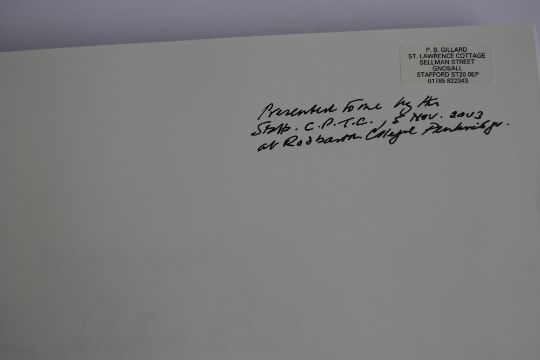 P. B. GILLARD
ST. LAWRENCE COTTAGE
SELLMAN STREET
GNOSALL
STAFFORD ST20 0EP
01785 822343
Presented to me by the
Staff. C.P.T.C., 5 Nov. 2003
at Rodbaston College Penkridge.